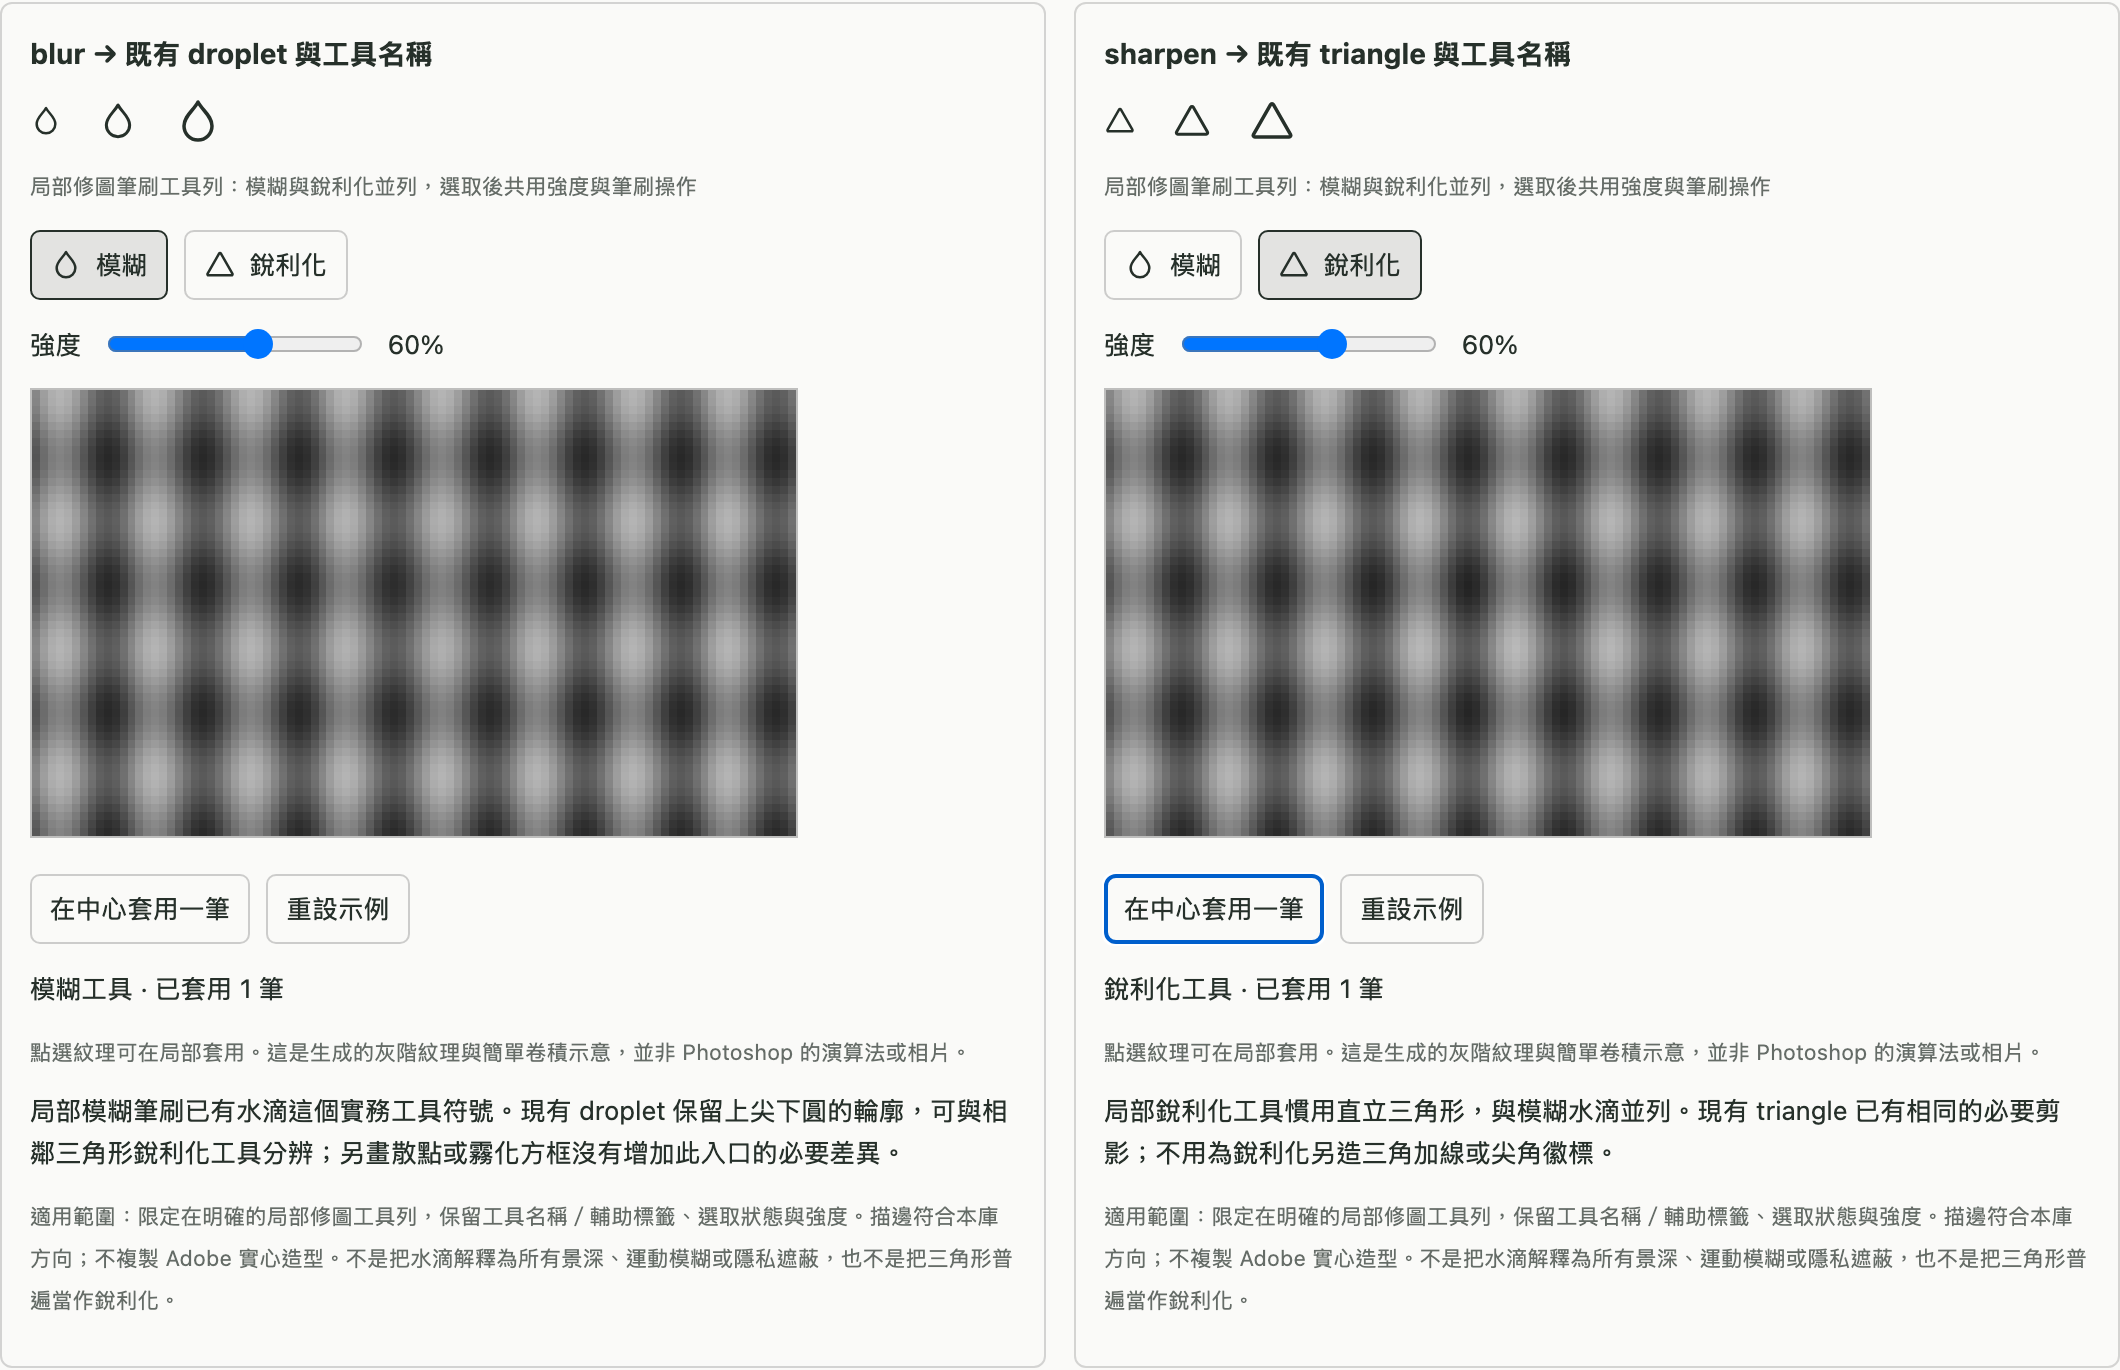 blur → 既有 droplet 與工具名稱
局部修圖筆刷工具列：模糊與銳利化並列，選取後共用強度與筆刷操作
模糊
銳利化
強度
60%
在中心套用一筆
重設示例
模糊工具 · 已套用 1 筆
點選紋理可在局部套用。這是生成的灰階紋理與簡單卷積示意，並非 Photoshop 的演算法或相片。
局部模糊筆刷已有水滴這個實務工具符號。現有 droplet 保留上尖下圓的輪廓，可與相
鄰三角形銳利化工具分辨；另畫散點或霧化方框沒有增加此入口的必要差異。
適用範圍：限定在明確的局部修圖工具列，保留工具名稱 / 輔助標籤、選取狀態與強度。描邊符合本庫
方向；不複製 Adobe 實心造型。不是把水滴解釋為所有景深、運動模糊或隱私遮蔽，也不是把三角形普
遍當作銳利化。
sharpen → 既有 triangle 與工具名稱
局部修圖筆刷工具列：模糊與銳利化並列，選取後共用強度與筆刷操作
模糊
銳利化
強度
60%
在中心套用一筆
重設示例
銳利化工具 · 已套用 1 筆
點選紋理可在局部套用。這是生成的灰階紋理與簡單卷積示意，並非 Photoshop 的演算法或相片。
局部銳利化工具慣用直立三角形，與模糊水滴並列。現有 triangle 已有相同的必要剪
影；不用為銳利化另造三角加線或尖角徽標。
適用範圍：限定在明確的局部修圖工具列，保留工具名稱 / 輔助標籤、選取狀態與強度。描邊符合本庫
方向；不複製 Adobe 實心造型。不是把水滴解釋為所有景深、運動模糊或隱私遮蔽，也不是把三角形普
遍當作銳利化。